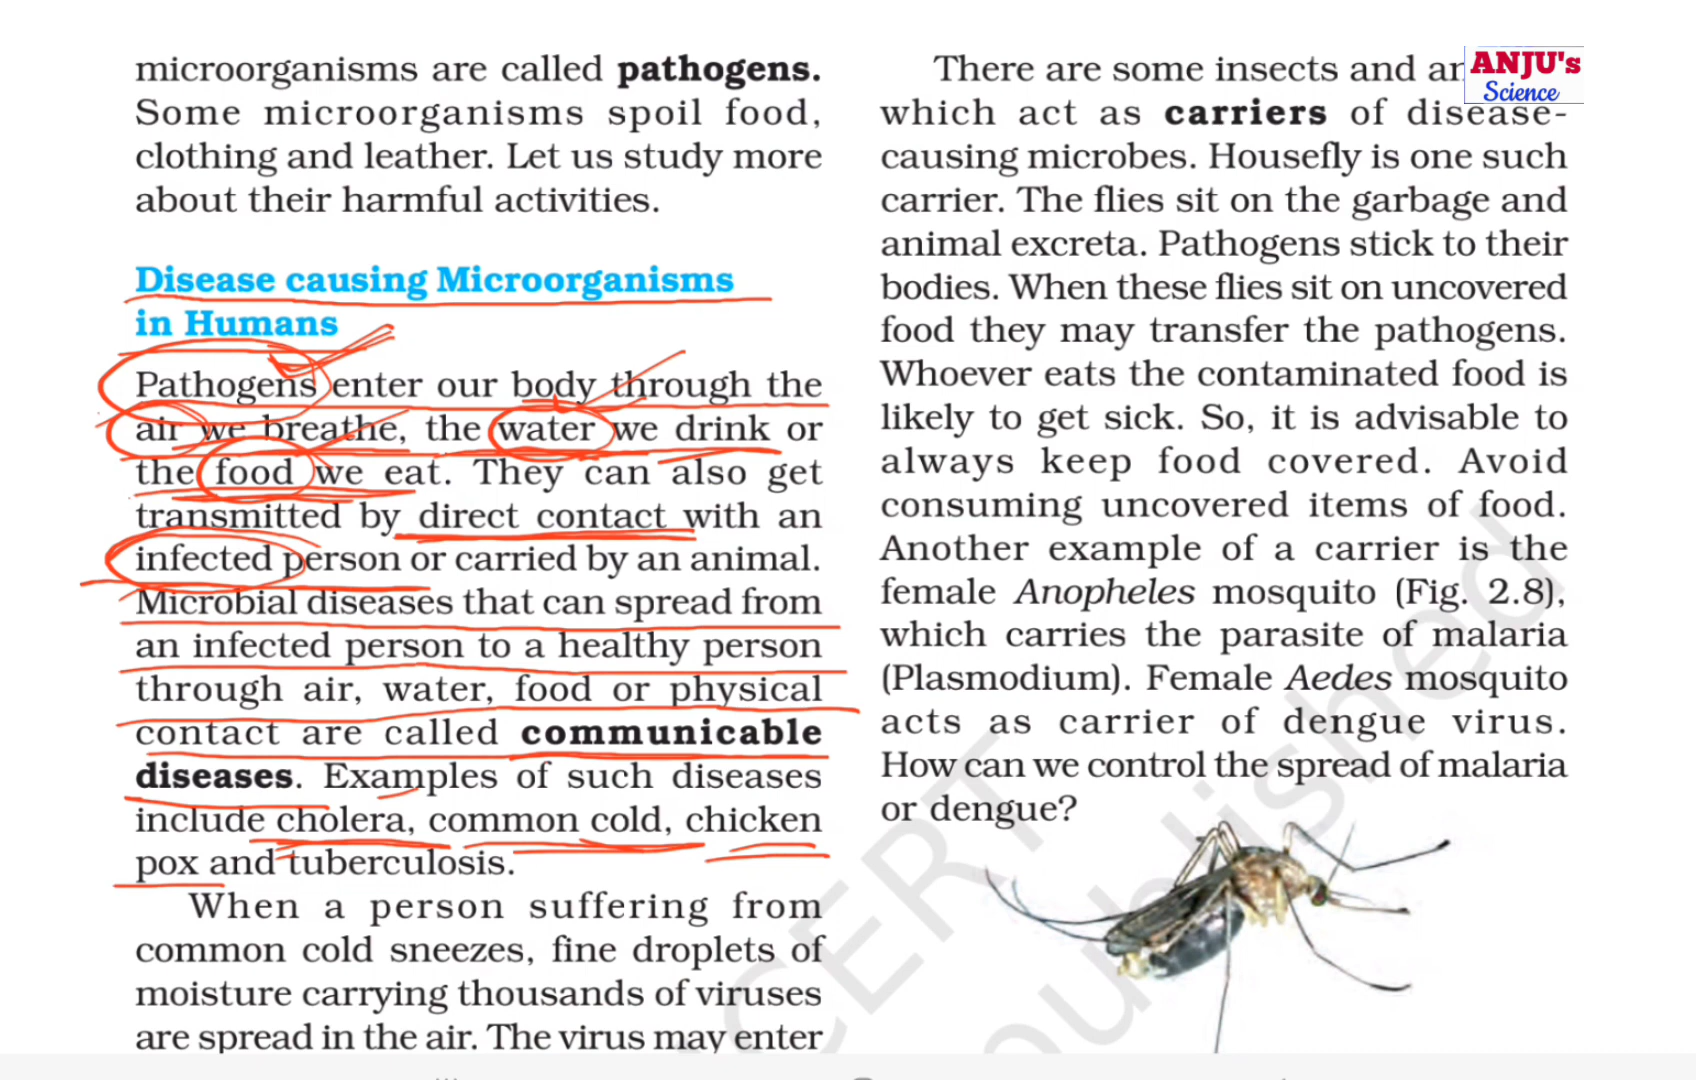 microorganisms are called pathogens.
Some microorganisms spoil food,
clothing and leather. Let us study more
about their harmful activities.
Disease causing Microorganisms
in Humans
Pathogens enter our body through the
air we breathe, the water we drink or
the food we eat. They can also get
transmitted by direct contact with an
infected person or carried by an animal.
Microbial diseases that can spread from
an infected person to a healthy person
through air, water, food or physical
contact are called communicable
diseases. Examples of such diseases
include cholera, common cold, chicken
pox and tuberculosis.
When a person suffering from
common cold sneezes, fine droplets of
moisture carrying thousands of viruses
are spread in the air. The virus may enter
There are some insects and
which act as carriers of disease-
causing microbes. Housefly is one such
carrier. The flies sit on the garbage and
animal excreta. Pathogens stick to their
bodies. When these flies sit on uncovered
food they may transfer the pathogens.
Whoever eats the contaminated food is
likely to get sick. So, it is advisable to
always keep food covered. Avoid
consuming uncovered items of food.
Another example of a carrier is the
female Anopheles mosquito (Fig. 2.8),
which carries the parasite of malaria
(Plasmodium). Female Aedes mosquito
acts as carrier of dengue virus.
How can we control the spread of malaria
or dengue?
ANJU's
Science